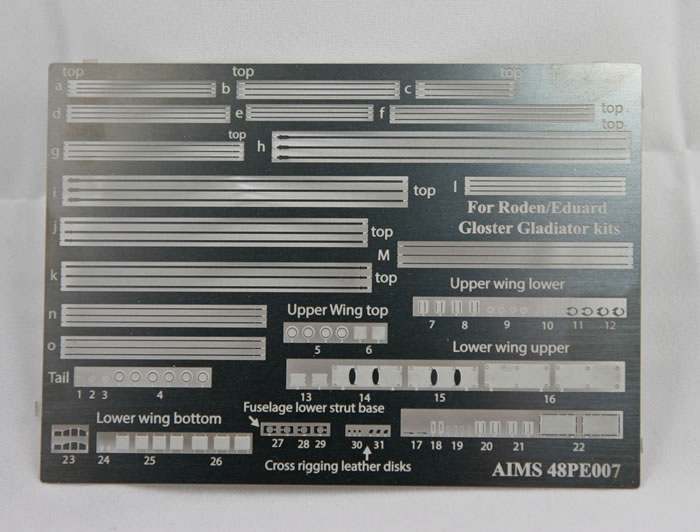 top top top
a b c
d e f top
top
g top h
i top l
For Roden/Eduard
Gloster Gladiator kits
j top
M
k top
Upper wing lower
n
Upper Wing top
7 8 9 10 11 12
o
5 6
Lower wing upper
Tail
1 2 3 4
13 14 15 16
Fuselage lower strut base
Lower wing bottom
23 24 25 26
27 28 29 30 31
17 18 19 20 21 22
Cross rigging leather disks
AIMS 48PE007